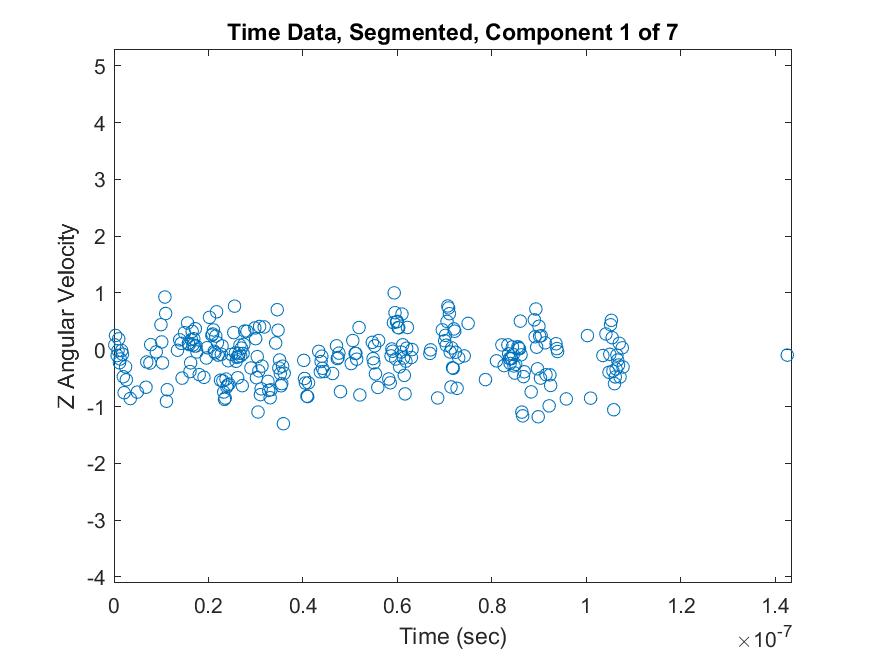 Time Data, Segmented, Component 1 of 7
5
4
3
2
1
0
-1
-2
-3
-4
Z Angular Velocity
0 0.2 0.4 0.6 0.8 1 1.2 1.4
Time (sec)
×10-7